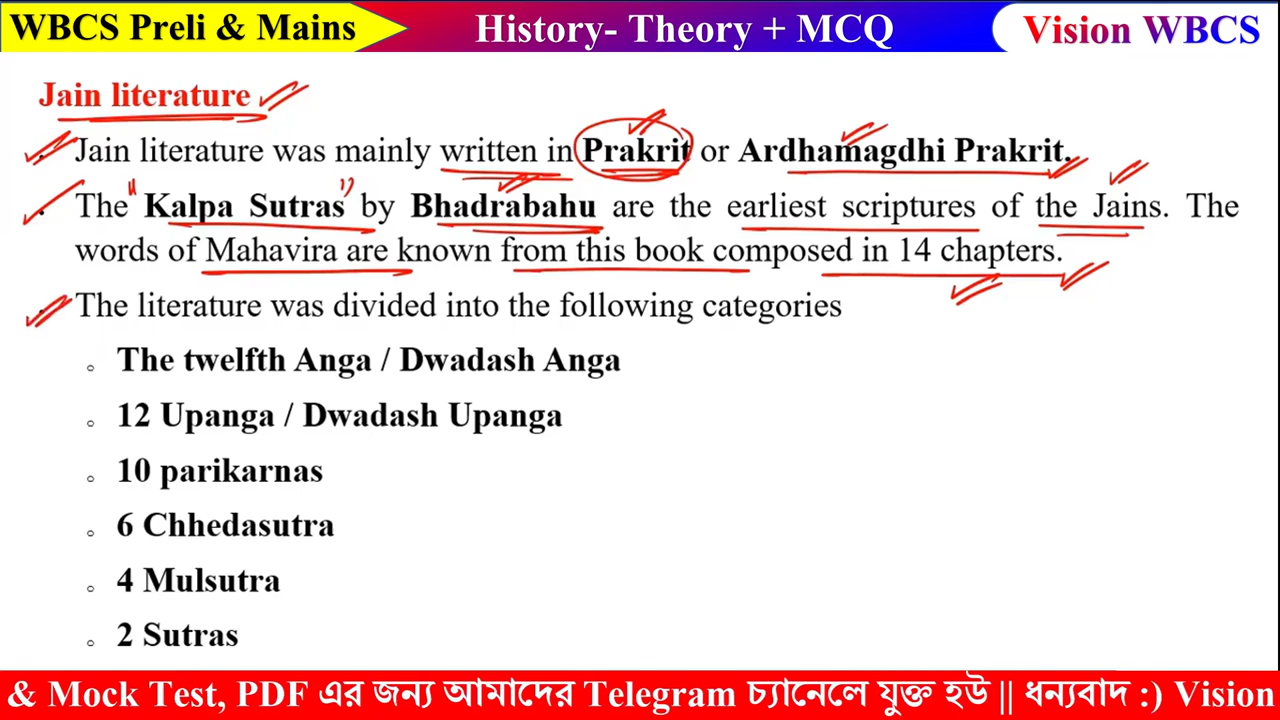 WBCS Preli & Mains
History- Theory + MCQ
Vision WBCS
Jain literature
Jain literature was mainly written in Prakrit or Ardhamagdhi Prakrit.
The "Kalpa Sutras" by Bhadrabahu are the earliest scriptures of the Jains. The
words of Mahavira are known from this book composed in 14 chapters.
The literature was divided into the following categories
The twelfth Anga / Dwadash Anga
12 Upanga / Dwadash Upanga
10 parikarnas
6 Chhedasutra
4 Mulsutra
2 Sutras
& Mock Test, PDF এর জন্য আমাদের Telegram চ্যানেলে যুক্ত হউ || ধন্যবাদ :) Vision